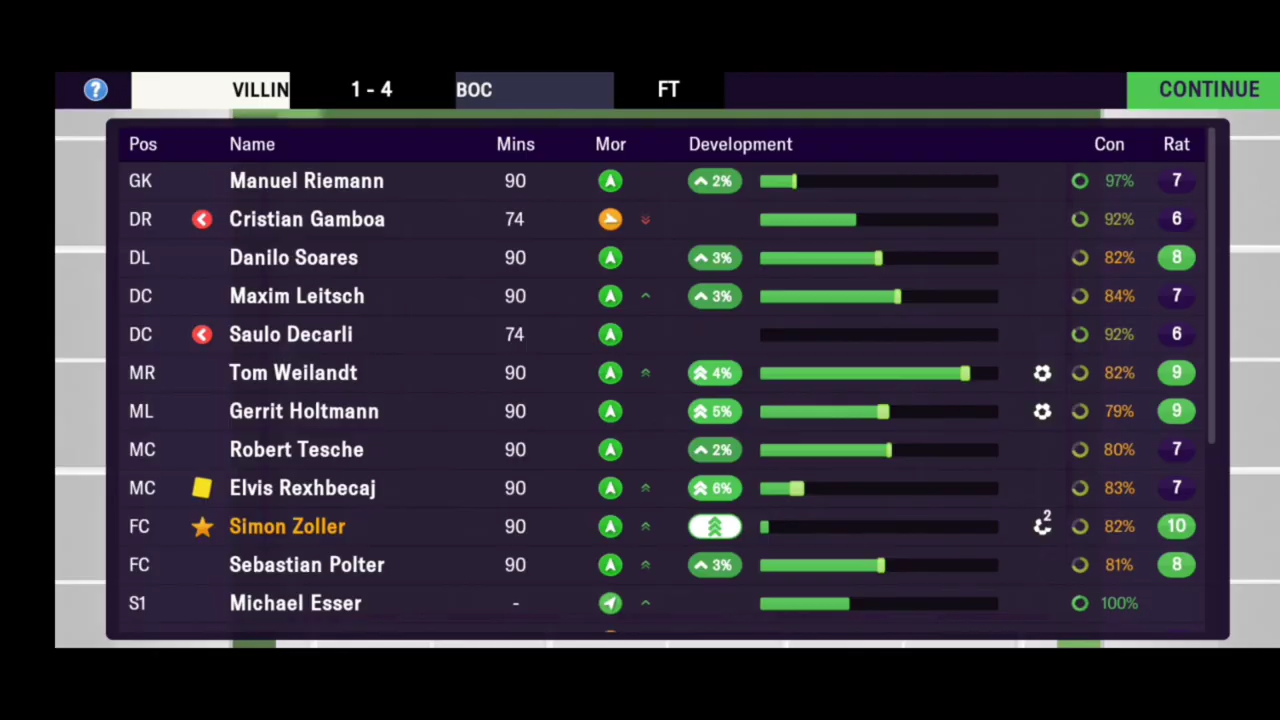 ? VILLIN 1 - 4 BOC FT CONTINUE
Pos Name Mins Mor Development Con Rat
GK Manuel Riemann 90 2% 97% 7
DR Cristian Gamboa 74 92% 6
DL Danilo Soares 90 3% 82% 8
DC Maxim Leitsch 90 3% 84% 7
DC Saulo Decarli 74 92% 6
MR Tom Weilandt 90 4% 82% 9
ML Gerrit Holtmann 90 5% 79% 9
MC Robert Tesche 90 2% 80% 7
MC Elvis Rexhbecaj 90 6% 83% 7
FC Simon Zoller 90 2 82% 10
FC Sebastian Polter 90 3% 81% 8
S1 Michael Esser - 100%